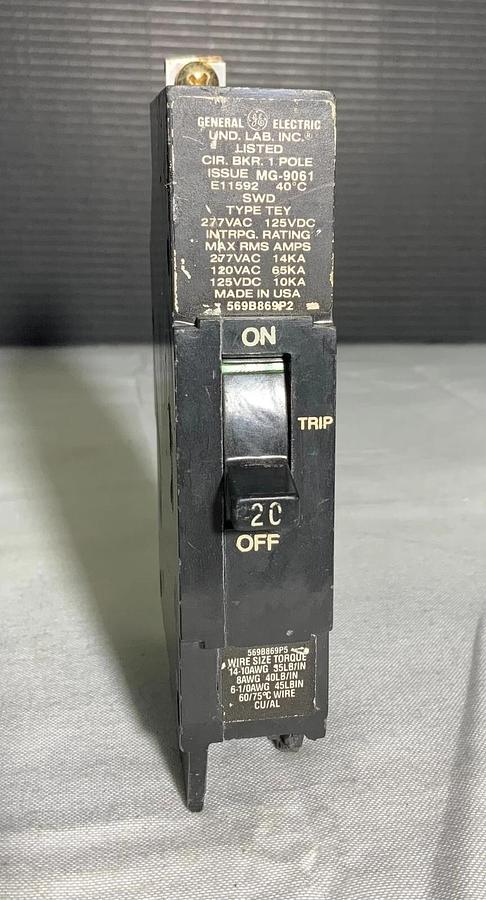 GENERAL GE ELECTRIC
UND. LAB. INC.®
LISTED
CIR. BKR. 1 POLE
ISSUE MG-9061
E11592 40°C
SWD
TYPE TEY
277VAC 125VDC
INTRPG. RATING
MAX RMS AMPS
277VAC 14KA
120VAC 65KA
125VDC 10KA
MADE IN USA
569B869P2
ON
TRIP
20
OFF
569B869P5
WIRE SIZE TORQUE
14-10AWG 35LB/IN
8AWG 40LB/IN
6-1/0AWG 45LBIN
60/75°C WIRE
CU/AL